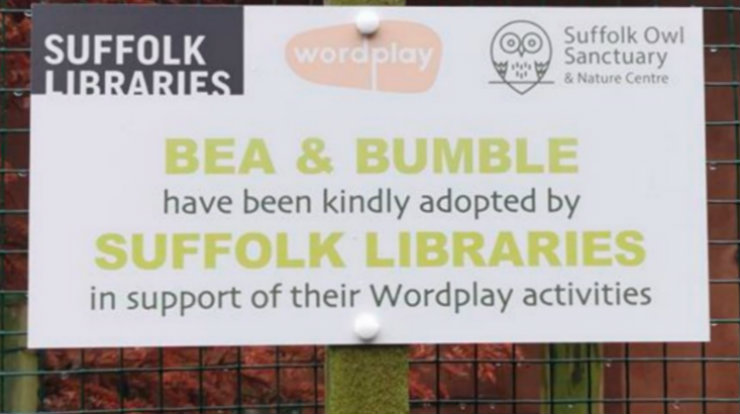 SUFFOLK
LIBRARIES
wordplay
Suffolk Owl
Sanctuary
& Nature Centre
BEA & BUMBLE
have been kindly adopted by
SUFFOLK LIBRARIES
in support of their Wordplay activities